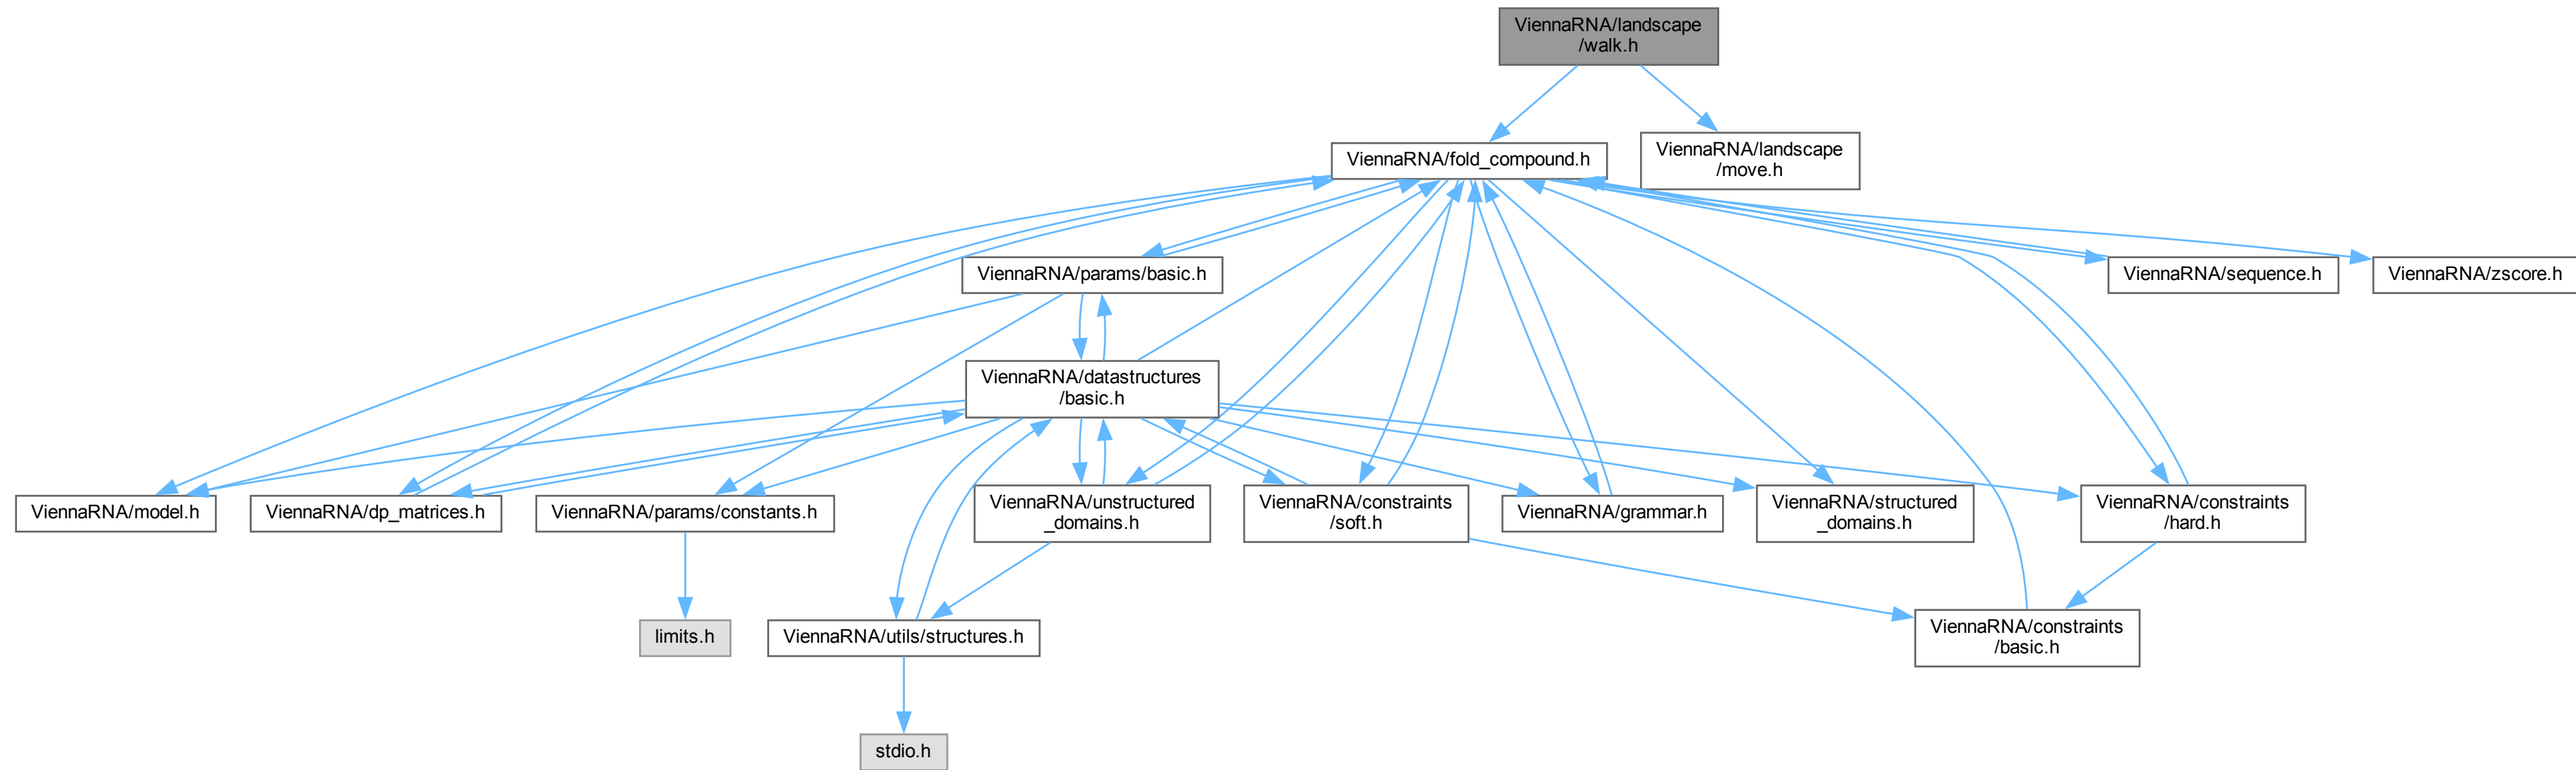 ViennaRNA/landscape
/walk.h
ViennaRNA/fold_compound.h
ViennaRNA/landscape
/move.h
ViennaRNA/params/basic.h
ViennaRNA/sequence.h
ViennaRNA/zscore.h
ViennaRNA/datastructures
/basic.h
ViennaRNA/model.h
ViennaRNA/dp_matrices.h
ViennaRNA/params/constants.h
ViennaRNA/unstructured
_domains.h
ViennaRNA/constraints
/soft.h
ViennaRNA/grammar.h
ViennaRNA/structured
_domains.h
ViennaRNA/constraints
/hard.h
limits.h
ViennaRNA/utils/structures.h
ViennaRNA/constraints
/basic.h
stdio.h